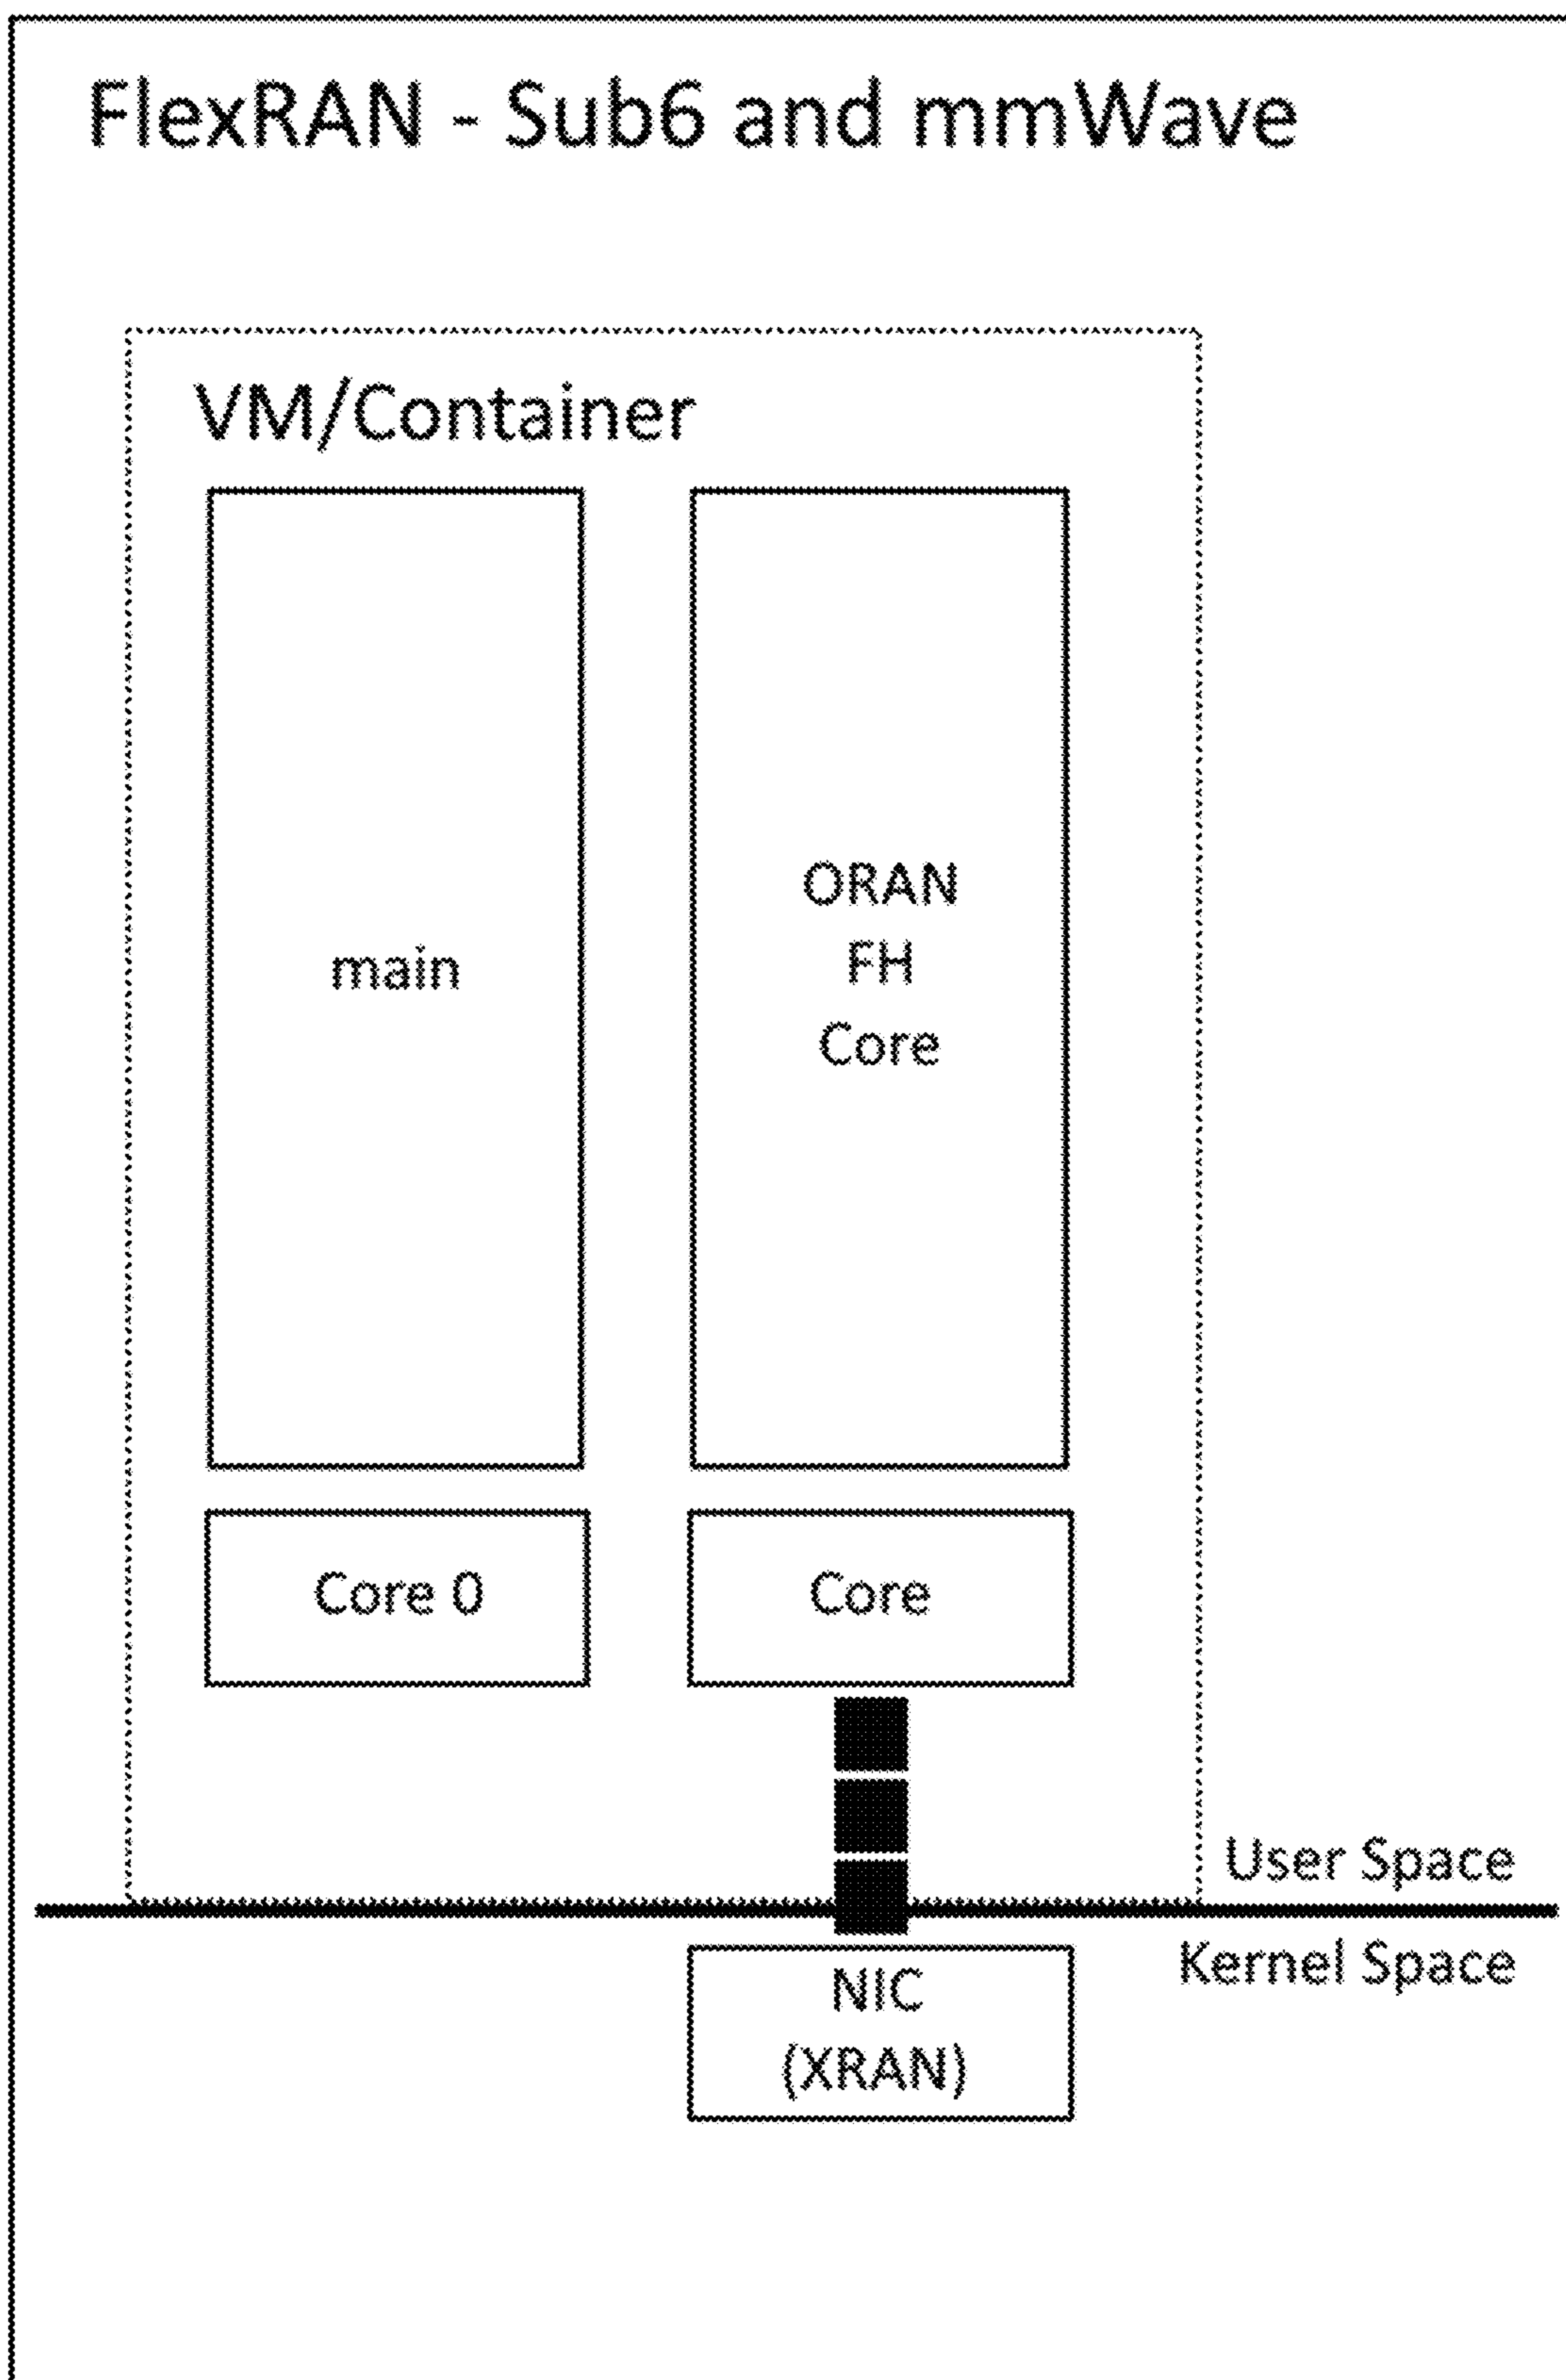 FlexRAN - Sub6 and mmWave
VM/Container
main
ORAN
FH
Core
Core 0
Core
User Space
Kernel Space
NIC
(XRAN)